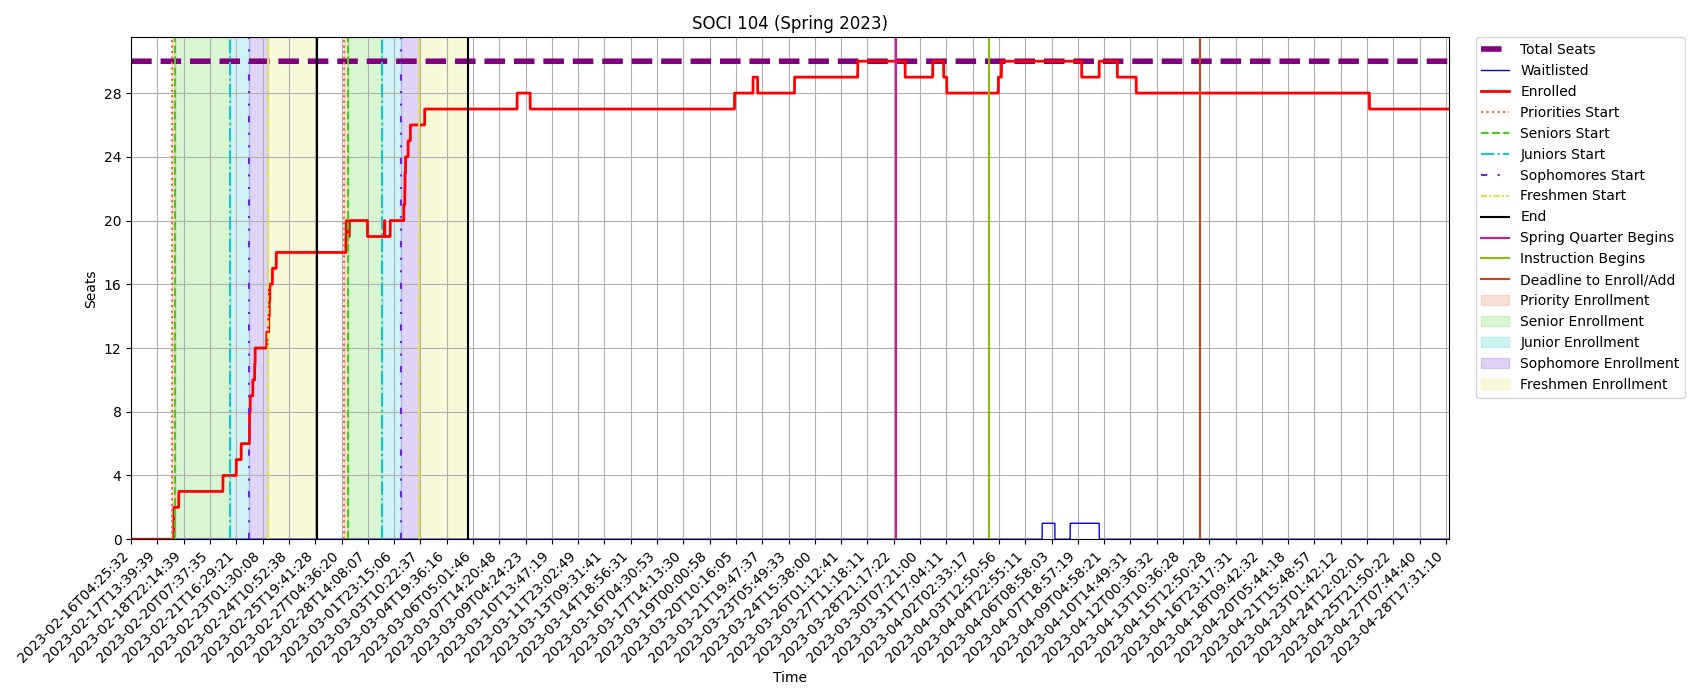 SOCI 104 (Spring 2023)
Seats
28
24
20
16
12
8
4
0
2023-02-16T04:25:32
2023-02-17T13:39:39
2023-02-18T22:14:39
2023-02-20T07:37:35
2023-02-21T16:29:21
2023-02-23T01:30:08
2023-02-24T10:52:38
2023-02-25T19:41:28
2023-02-27T04:36:20
2023-02-28T14:08:07
2023-03-01T23:15:06
2023-03-03T10:22:37
2023-03-04T19:36:16
2023-03-06T05:01:46
2023-03-07T14:20:48
2023-03-09T04:24:23
2023-03-10T13:47:19
2023-03-11T23:02:49
2023-03-13T09:31:41
2023-03-14T18:56:31
2023-03-16T04:30:53
2023-03-17T14:13:30
2023-03-19T00:00:58
2023-03-20T10:16:05
2023-03-21T19:47:37
2023-03-23T05:49:33
2023-03-24T15:38:00
2023-03-26T01:12:41
2023-03-27T11:18:11
2023-03-28T21:17:22
2023-03-30T07:21:00
2023-03-31T17:04:11
2023-04-02T02:33:17
2023-04-03T12:50:56
2023-04-04T22:55:11
2023-04-06T08:58:03
2023-04-07T18:57:19
2023-04-09T04:58:21
2023-04-10T14:49:31
2023-04-12T00:36:32
2023-04-13T10:36:28
2023-04-15T12:50:28
2023-04-16T23:17:31
2023-04-18T09:42:32
2023-04-20T05:44:18
2023-04-21T15:48:57
2023-04-23T01:42:12
2023-04-24T12:02:01
2023-04-25T21:50:22
2023-04-27T07:44:40
2023-04-28T17:31:10
Time
Total Seats
Waitlisted
Enrolled
Priorities Start
Seniors Start
Juniors Start
Sophomores Start
Freshmen Start
End
Spring Quarter Begins
Instruction Begins
Deadline to Enroll/Add
Priority Enrollment
Senior Enrollment
Junior Enrollment
Sophomore Enrollment
Freshmen Enrollment